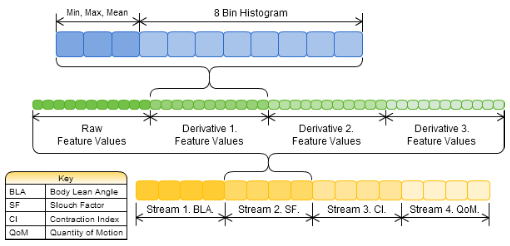 Min, Max, Mean
8 Bin Histogram
Raw
Feature Values
Derivative 1.
Feature Values
Derivative 2.
Feature Values
Derivative 3.
Feature Values
Key
BLA Body Lean Angle
SF Slouch Factor
CI Contraction Index
QoM Quantity of Motion
Stream 1. BLA.
Stream 2. SF.
Stream 3. CI.
Stream 4. QoM.